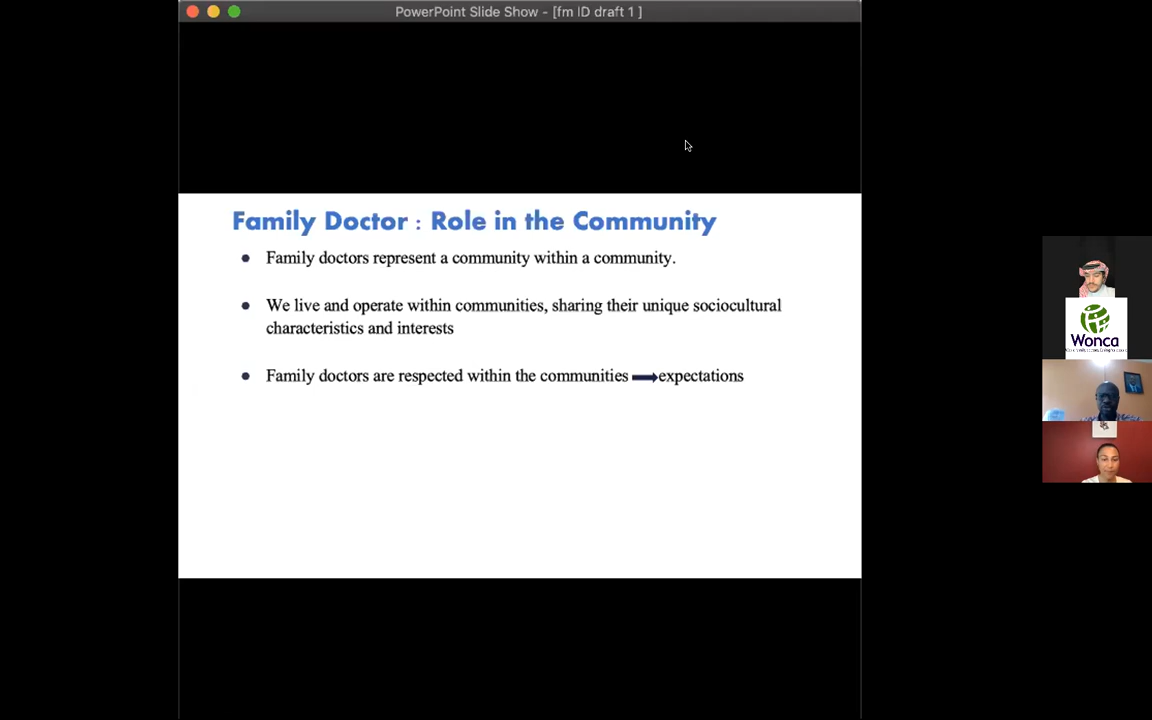 PowerPoint Slide Show - [fm ID draft 1 ]
Family Doctor : Role in the Community
● Family doctors represent a community within a community.
● We live and operate within communities, sharing their unique sociocultural
characteristics and interests
● Family doctors are respected within the communities ➡expectations
Wonca